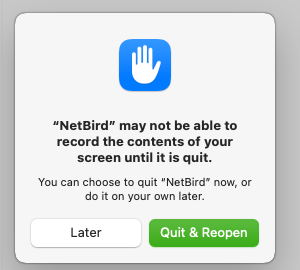 “NetBird” may not be able to
record the contents of your
screen until it is quit.
You can choose to quit “NetBird” now, or
do it on your own later.
Later
Quit & Reopen